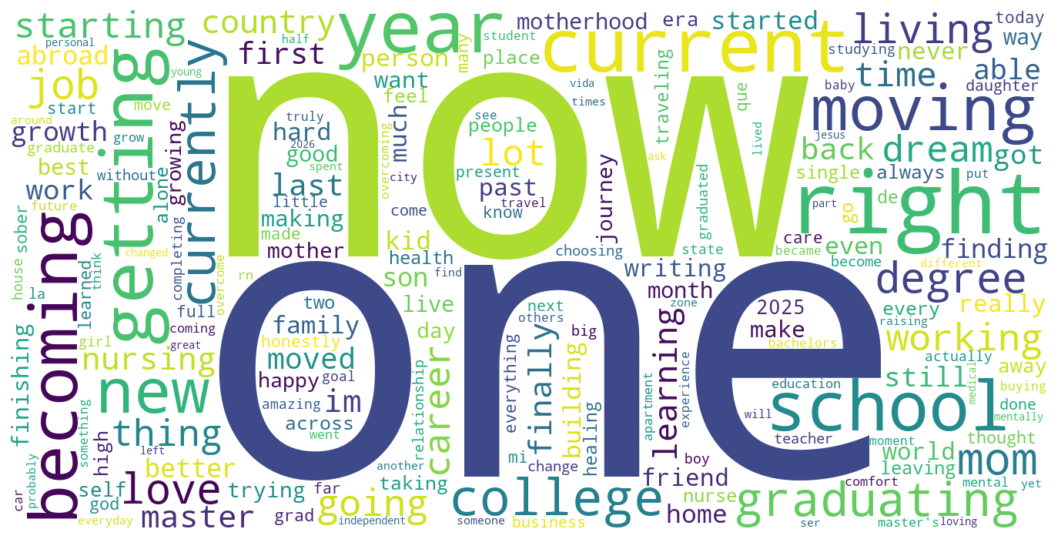 starting
country
year
motherhood
era
started
living
today
way
personal
half
student
abroad
first
person
many
place
current
studying
never
job
currently
want
feel
vida
times
traveling
que
time
able
young
start
move
now
baby
daughter
growth
around
grow
truly
2026
hard
good
much
see
people
lot
moving
jesus
back
dream
got
graduate
best
without
growing
spent
overcoming
present
past
ask
lived
single
always
put
work
getting
alone
last
little
city
travel
know
journey
right
part
go
de
future
sober
becoming
changed
completing
overcome
making
made
mother
come
kid
choosing
graduated
state
care
became
become
even
finding
different
house
la
think
learned
rn
full
health
son
find
writing
month
zone
degree
girl
coming
great
one
two
family
live
next
others
2025
every
raising
really
finishing
nursing
honestly
moved
day
big
make
bachelors
working
actually
away
new
happy
goal
im
career
relationship
everything
finally
building
boy
learning
apartment
experience
education
school
still
medical
buying
mentally
something
thing
amazing
across
will
teacher
done
high
left
went
mi
change
healing
friend
moment
world
thought
car
probably
god
self
better
love
trying
another
taking
nurse
comfort
leaving
mental
yet
mom
everyday
master
grad
far
independent
going
college
someone
business
home
graduating
ser
master's
loving